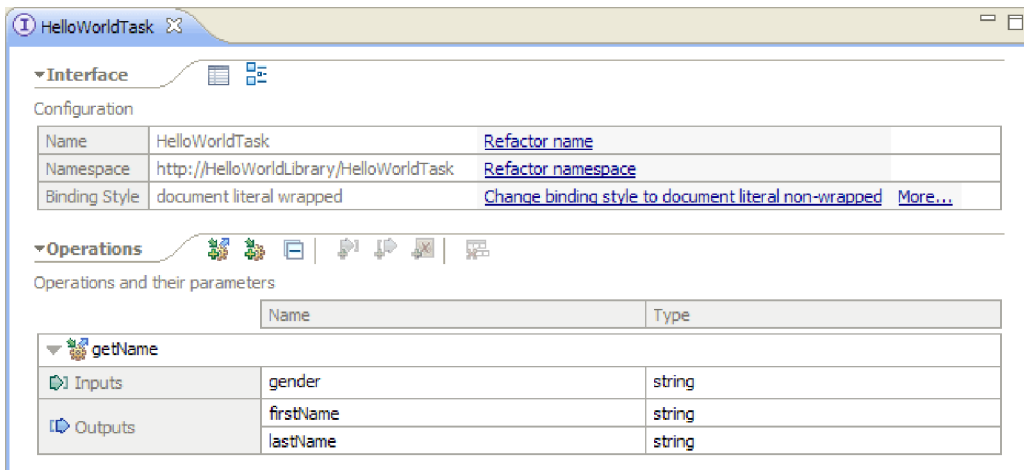 HelloWorldTask
Interface
Configuration
Name HelloWorldTask Refactor name
Namespace http://HelloWorldLibrary/HelloWorldTask Refactor namespace
Binding Style document literal wrapped Change binding style to document literal non-wrapped More...
Operations
Operations and their parameters
Name Type
getName
Inputs gender string
Outputs firstName string
lastName string